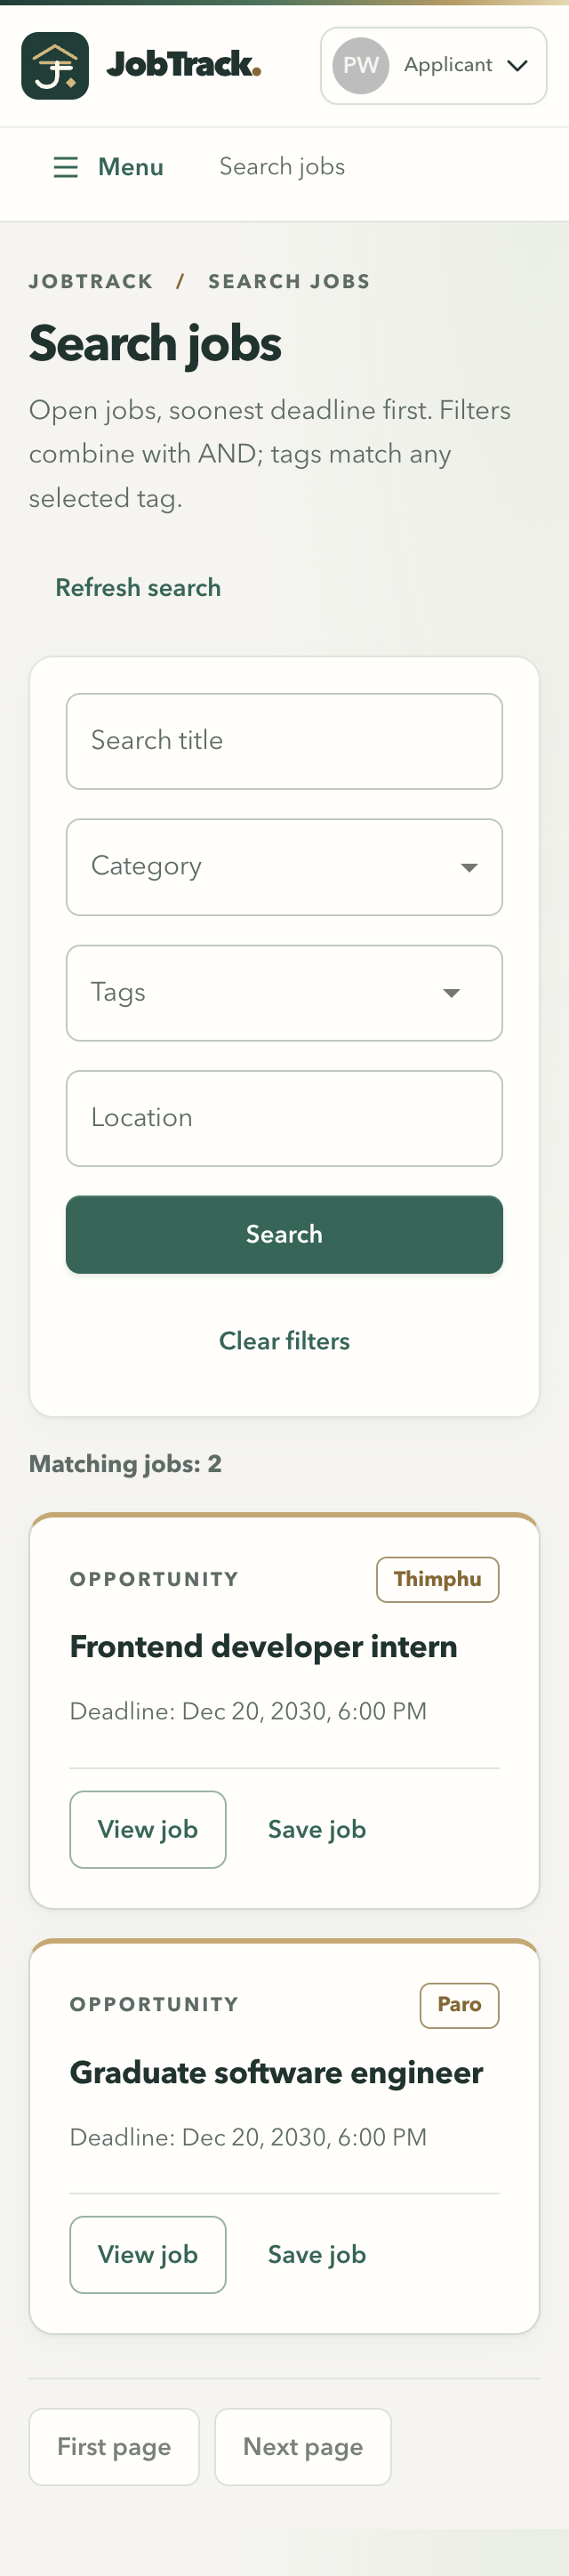 JobTrack.
PW Applicant
Menu Search jobs
JOBTRACK / SEARCH JOBS
Search jobs
Open jobs, soonest deadline first. Filters
combine with AND; tags match any
selected tag.
Refresh search
Search title
Category
Tags
Location
Search
Clear filters
Matching jobs: 2
OPPORTUNITY Thimphu
Frontend developer intern
Deadline: Dec 20, 2030, 6:00 PM
View job Save job
OPPORTUNITY Paro
Graduate software engineer
Deadline: Dec 20, 2030, 6:00 PM
View job Save job
First page Next page